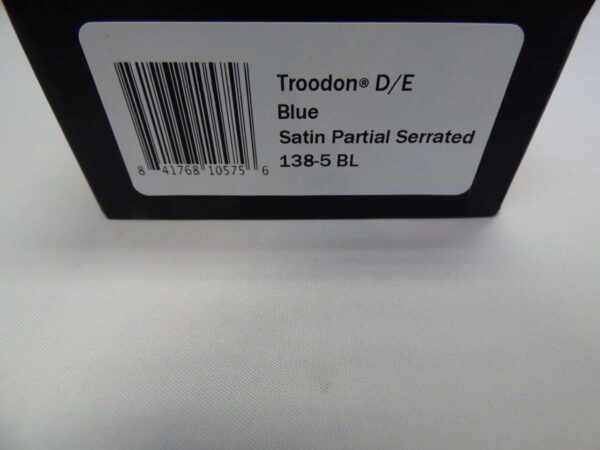 Troodon® D/E
Blue
Satin Partial Serrated
138-5 BL
8 41768 10575 6